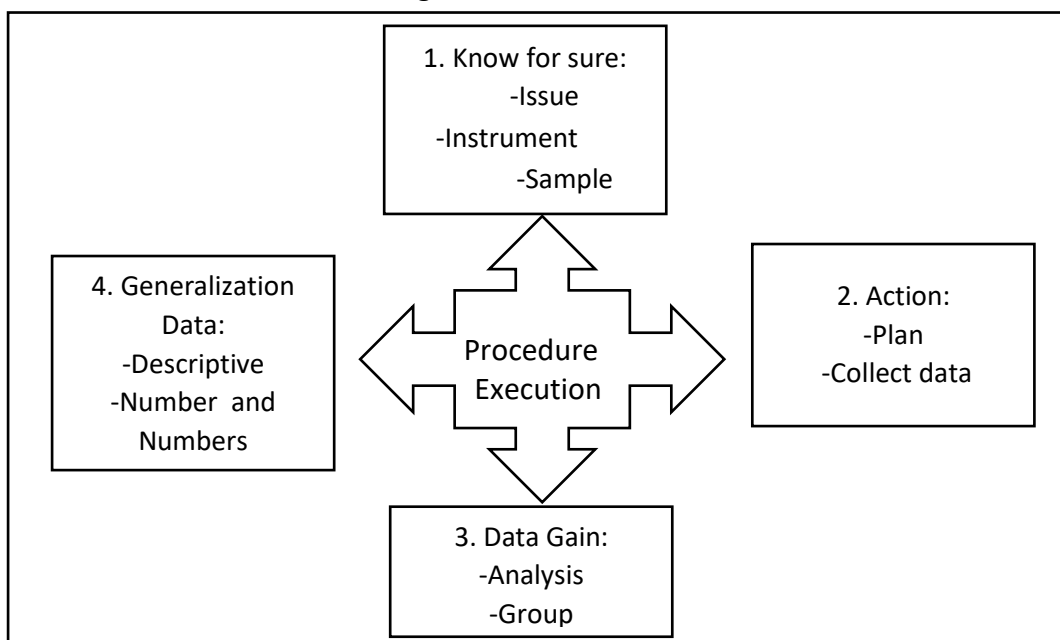 1. Know for sure:
-Issue
-Instrument
-Sample
4. Generalization
Data:
-Descriptive
-Number and
Numbers
Procedure
Execution
2. Action:
-Plan
-Collect data
3. Data Gain:
-Analysis
-Group